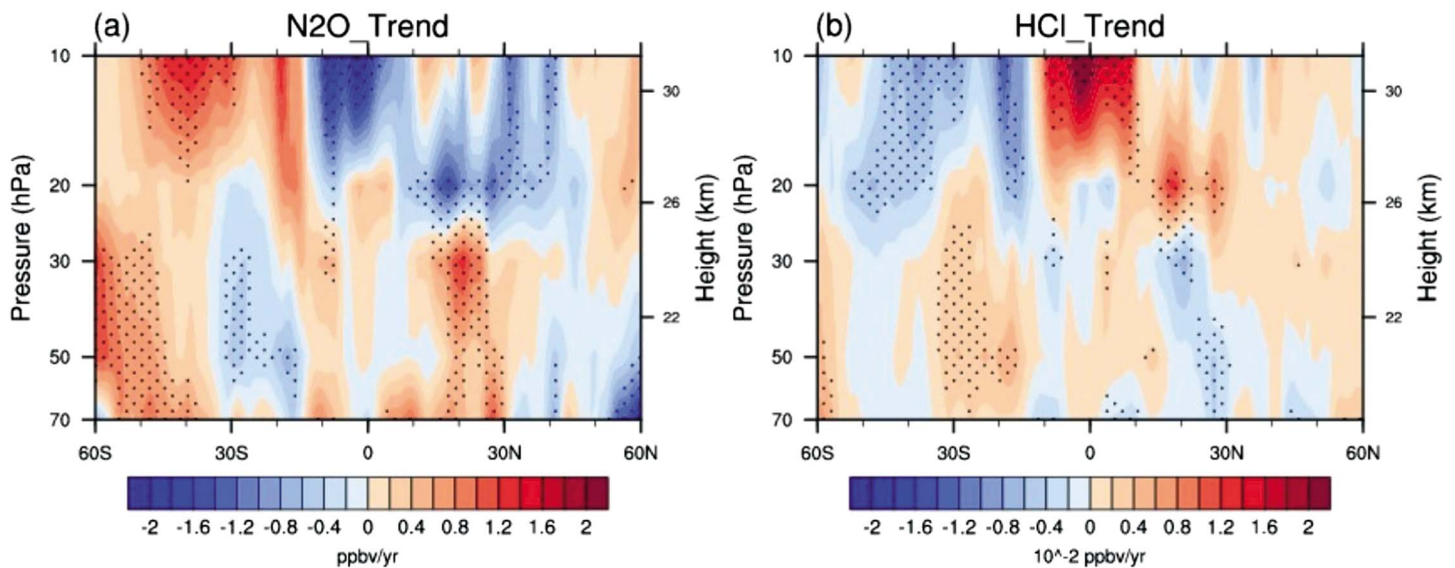 (a) N2O_Trend
10
20
30
50
70
Pressure (hPa)
30
26
22
Height (km)
60S 30S 0 30N 60N
-2 -1.6 -1.2 -0.8 -0.4 0 0.4 0.8 1.2 1.6 2
ppbv/yr
(b) HCl_Trend
10
20
30
50
70
Pressure (hPa)
30
26
22
Height (km)
60S 30S 0 30N 60N
-2 -1.6 -1.2 -0.8 -0.4 0 0.4 0.8 1.2 1.6 2
10^-2 ppbv/yr